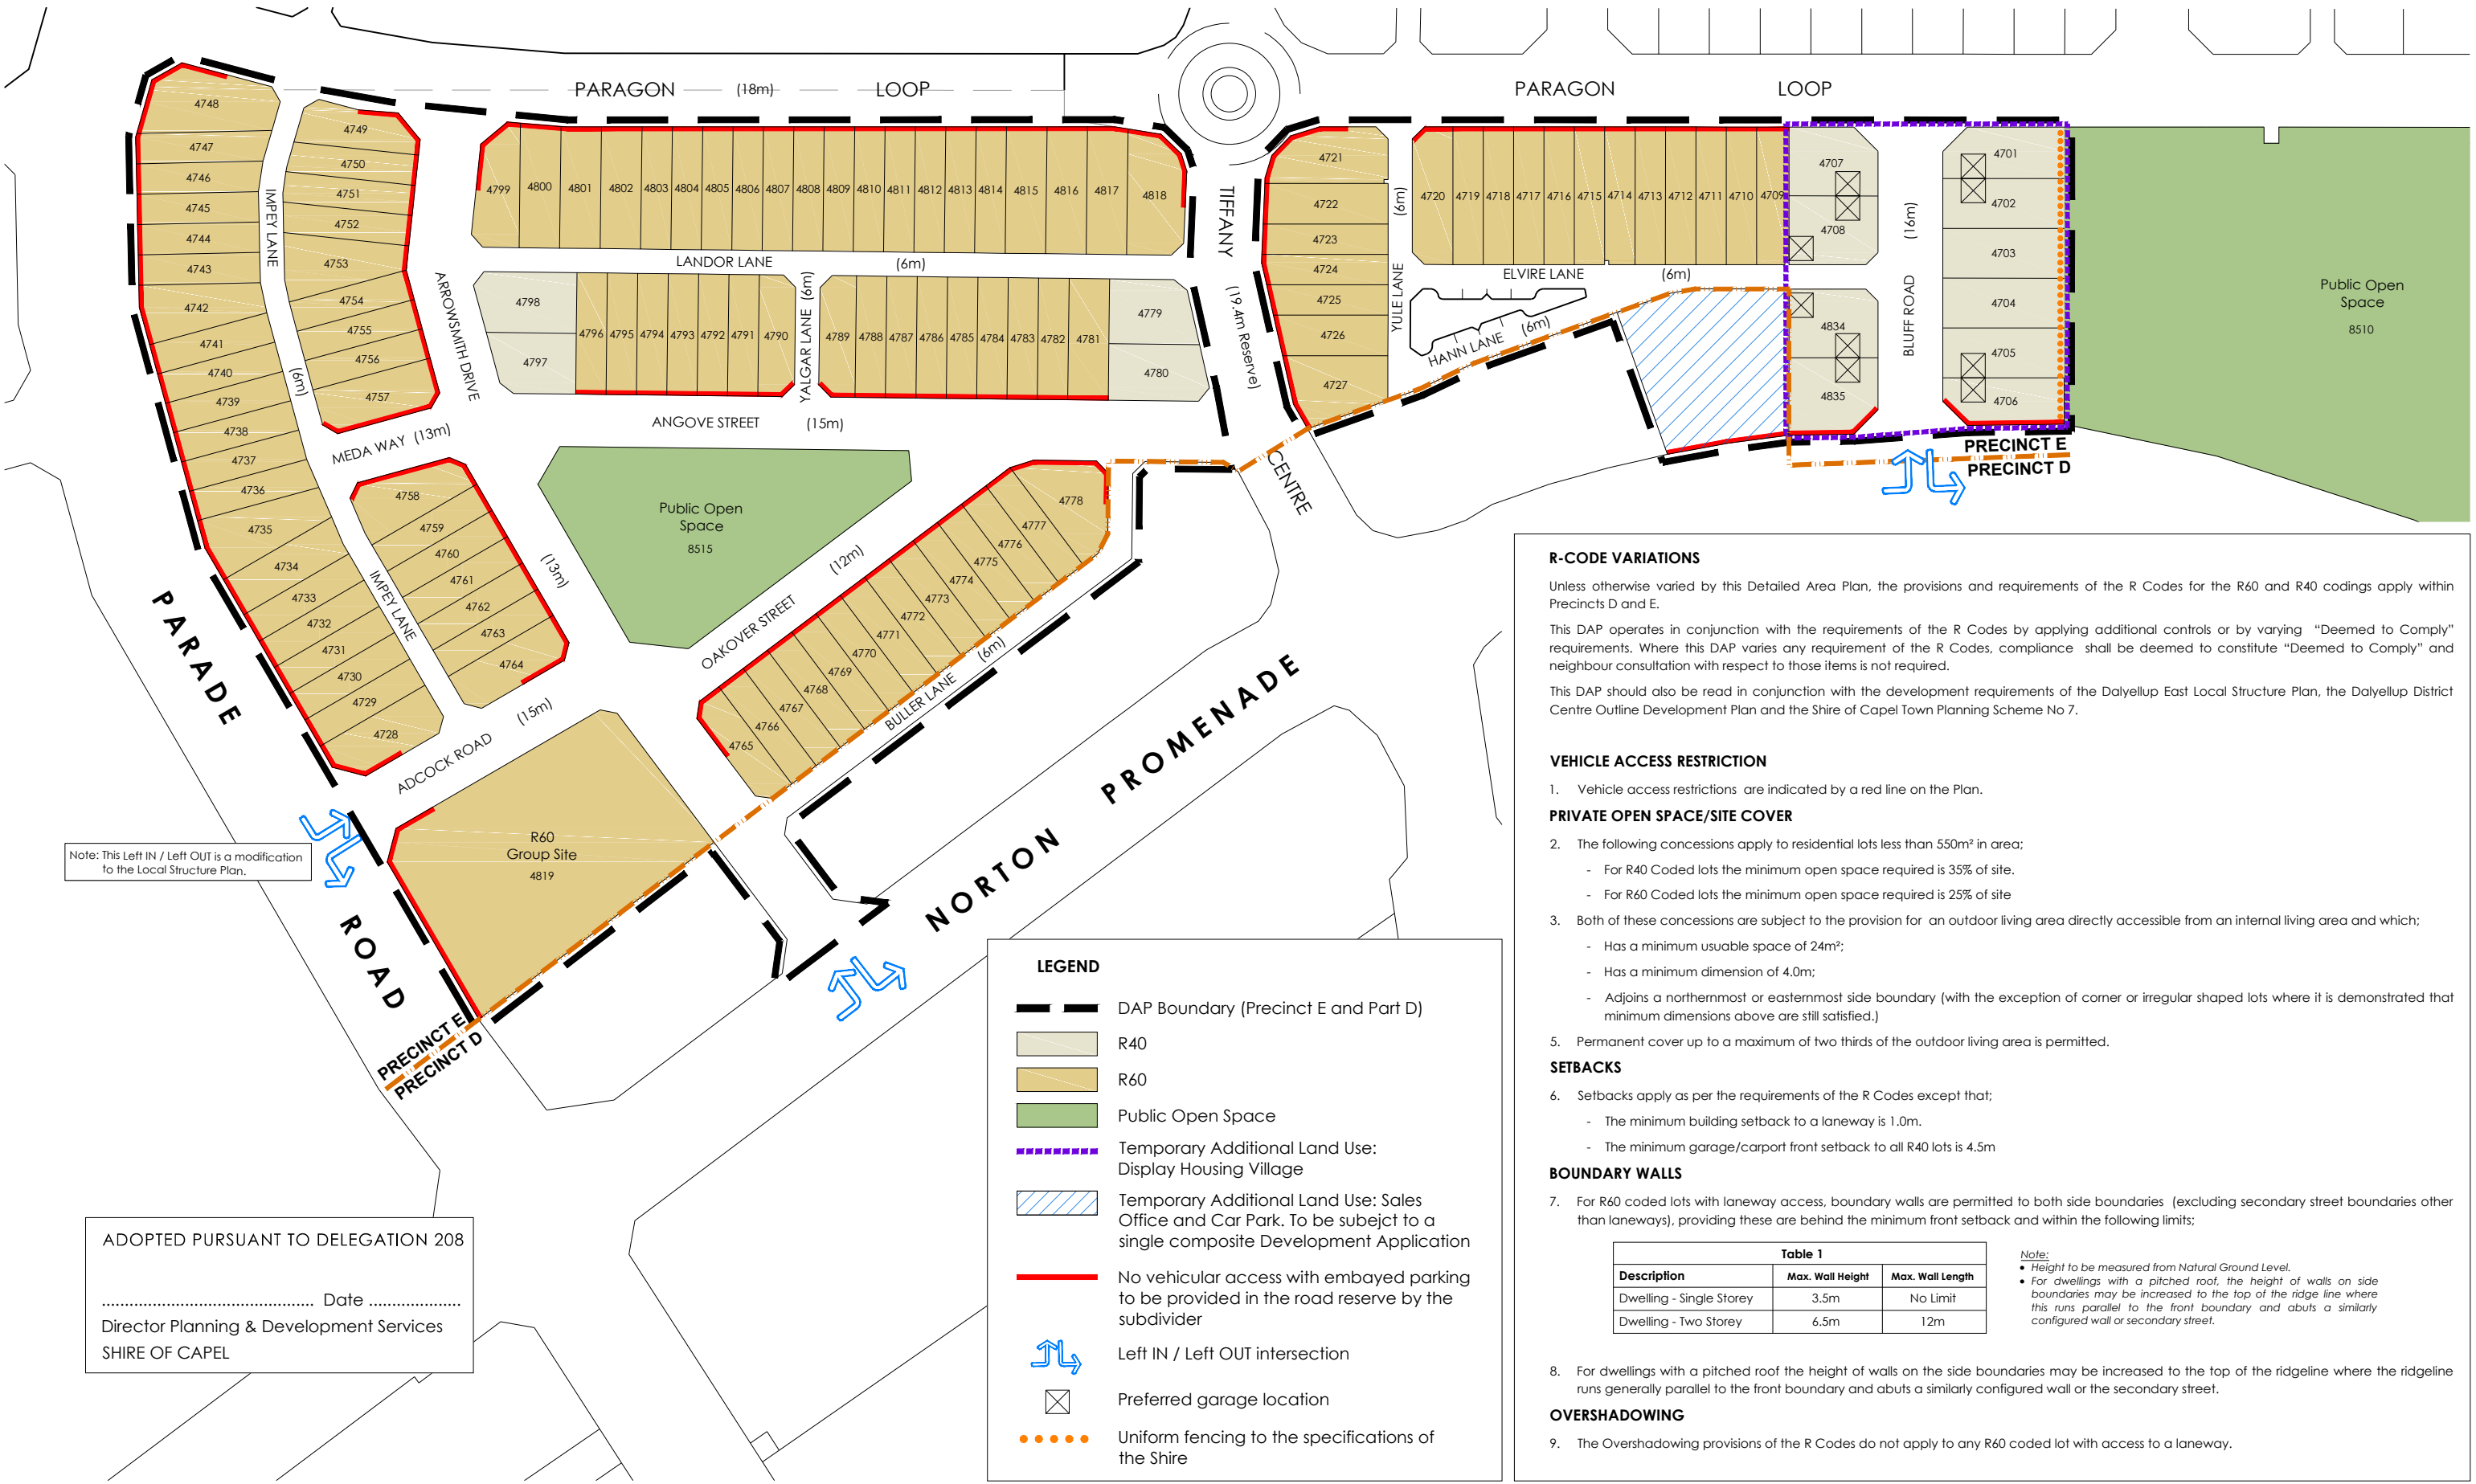 PARAGON (18m) LOOP
PARAGON LOOP
4748
4747
4746
4745
4744
4743
4742
4741
4740
4739
4738
4737
4736
4735
4734
4733
4732
4731
4730
4729
4728
IMPEY LANE
(6m)
IMPEY LANE
4749
4750
4751
4752
4753
4754
4755
4756
4757
MEDA WAY (13m)
4758
4759
4760
4761
4762
4763
4764
(13m)
ARROWSMITH DRIVE
4799 4800 4801 4802 4803 4804 4805 4806 4807 4808 4809 4810 4811 4812 4813 4814 4815 4816 4817 4818
LANDOR LANE (6m)
4798
4797
4796 4795 4794 4793 4792 4791 4790
YALGAR LANE (6m)
4789 4788 4787 4786 4785 4784 4783 4782 4781
4779
4780
ANGOVE STREET (15m)
TIFFANY
(19.4m Reserve)
CENTRE
4721
4722
4723
4724
4725
4726
4727
(6m)
YULE LANE
4720 4719 4718 4717 4716 4715 4714 4713 4712 4711 4710 4709
ELVIRE LANE (6m)
HANN LANE (6m)
4707
4708
4834
4835
BLUFF ROAD (16m)
4701
4702
4703
4704
4705
4706
PRECINCT E
PRECINCT D
Public Open
Space
8510
Public Open
Space
8515
OAKOVER STREET (12m)
4778
4777
4776
4775
4774
4773
4772
4771
4770
4769
4768
4767
4766
4765
BULLER LANE (6m)
ADCOCK ROAD (15m)
R60
Group Site
4819
PARADE
ROAD
NORTON PROMENADE
Note: This Left IN / Left OUT is a modification
to the Local Structure Plan.
PRECINCT E
PRECINCT D
ADOPTED PURSUANT TO DELEGATION 208
.......................................... Date ..................
Director Planning & Development Services
SHIRE OF CAPEL
LEGEND
DAP Boundary (Precinct E and Part D)
R40
R60
Public Open Space
Temporary Additional Land Use:
Display Housing Village
Temporary Additional Land Use: Sales
Office and Car Park. To be subejct to a
single composite Development Application
No vehicular access with embayed parking
to be provided in the road reserve by the
subdivider
Left IN / Left OUT intersection
Preferred garage location
Uniform fencing to the specifications of
the Shire
R-CODE VARIATIONS
Unless otherwise varied by this Detailed Area Plan, the provisions and requirements of the R Codes for the R60 and R40 codings apply within
Precincts D and E.
This DAP operates in conjunction with the requirements of the R Codes by applying additional controls or by varying "Deemed to Comply"
requirements. Where this DAP varies any requirement of the R Codes, compliance shall be deemed to constitute "Deemed to Comply" and
neighbour consultation with respect to those items is not required.
This DAP should also be read in conjunction with the development requirements of the Dalyellup East Local Structure Plan, the Dalyellup District
Centre Outline Development Plan and the Shire of Capel Town Planning Scheme No 7.
VEHICLE ACCESS RESTRICTION
1. Vehicle access restrictions are indicated by a red line on the Plan.
PRIVATE OPEN SPACE/SITE COVER
2. The following concessions apply to residential lots less than 550m² in area;
- For R40 Coded lots the minimum open space required is 35% of site.
- For R60 Coded lots the minimum open space required is 25% of site
3. Both of these concessions are subject to the provision for an outdoor living area directly accessible from an internal living area and which;
- Has a minimum usuable space of 24m²;
- Has a minimum dimension of 4.0m;
- Adjoins a northernmost or easternmost side boundary (with the exception of corner or irregular shaped lots where it is demonstrated that
minimum dimensions above are still satisfied.)
5. Permanent cover up to a maximum of two thirds of the outdoor living area is permitted.
SETBACKS
6. Setbacks apply as per the requirements of the R Codes except that;
- The minimum building setback to a laneway is 1.0m.
- The minimum garage/carport front setback to all R40 lots is 4.5m
BOUNDARY WALLS
7. For R60 coded lots with laneway access, boundary walls are permitted to both side boundaries (excluding secondary street boundaries other
than laneways), providing these are behind the minimum front setback and within the following limits;
Table 1
Description Max. Wall Height Max. Wall Length
Dwelling - Single Storey 3.5m No Limit
Dwelling - Two Storey 6.5m 12m
Note:
• Height to be measured from Natural Ground Level.
• For dwellings with a pitched roof, the height of walls on side
boundaries may be increased to the top of the ridge line where
this runs parallel to the front boundary and abuts a similarly
configured wall or secondary street.
8. For dwellings with a pitched roof the height of walls on the side boundaries may be increased to the top of the ridgeline where the ridgeline
runs generally parallel to the front boundary and abuts a similarly configured wall or the secondary street.
OVERSHADOWING
9. The Overshadowing provisions of the R Codes do not apply to any R60 coded lot with access to a laneway.